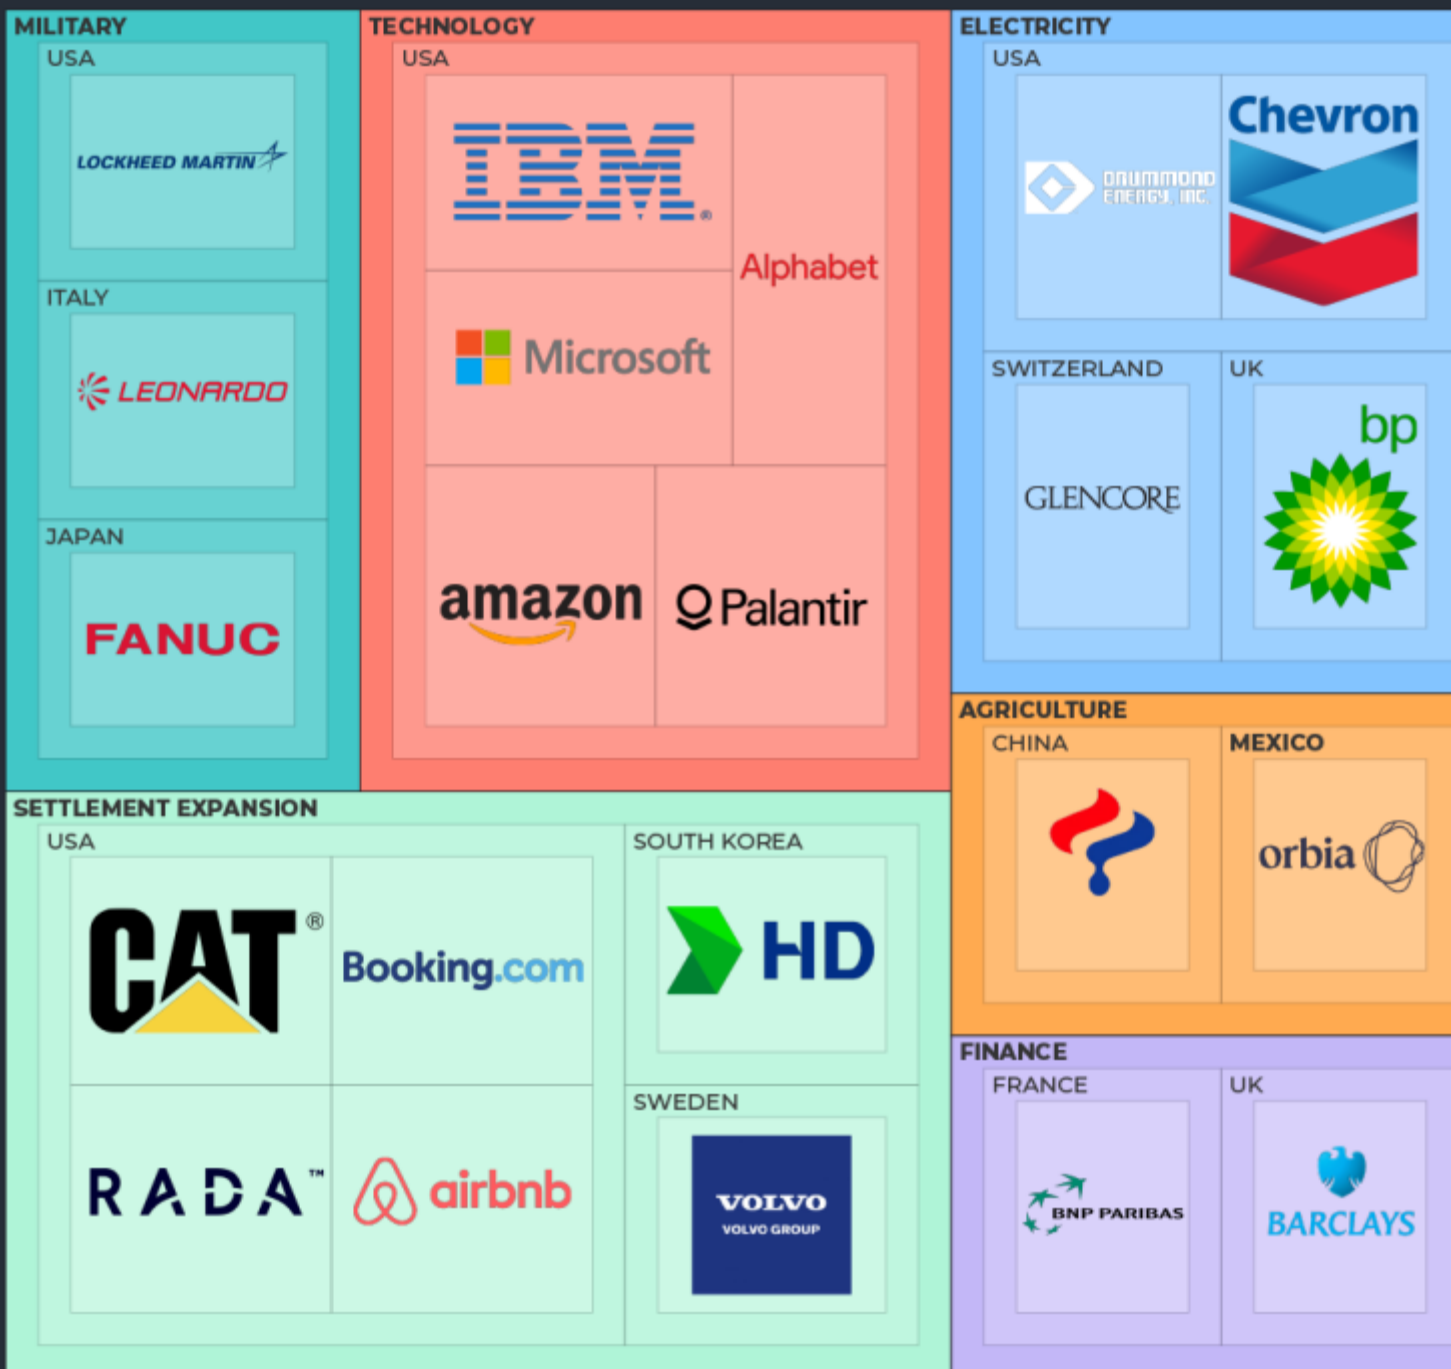 MILITARY
USA
LOCKHEED MARTIN
ITALY
LEONARDO
JAPAN
FANUC
TECHNOLOGY
USA
IBM®
Alphabet
Microsoft
amazon
Palantir
ELECTRICITY
USA
DRUMMOND
ENERGY, INC.
Chevron
SWITZERLAND
GLENCORE
UK
bp
AGRICULTURE
CHINA
MEXICO
orbia
SETTLEMENT EXPANSION
USA
CAT®
Booking.com
RADA™
airbnb
SOUTH KOREA
HD
SWEDEN
VOLVO
VOLVO GROUP
FINANCE
FRANCE
BNP PARIBAS
UK
BARCLAYS